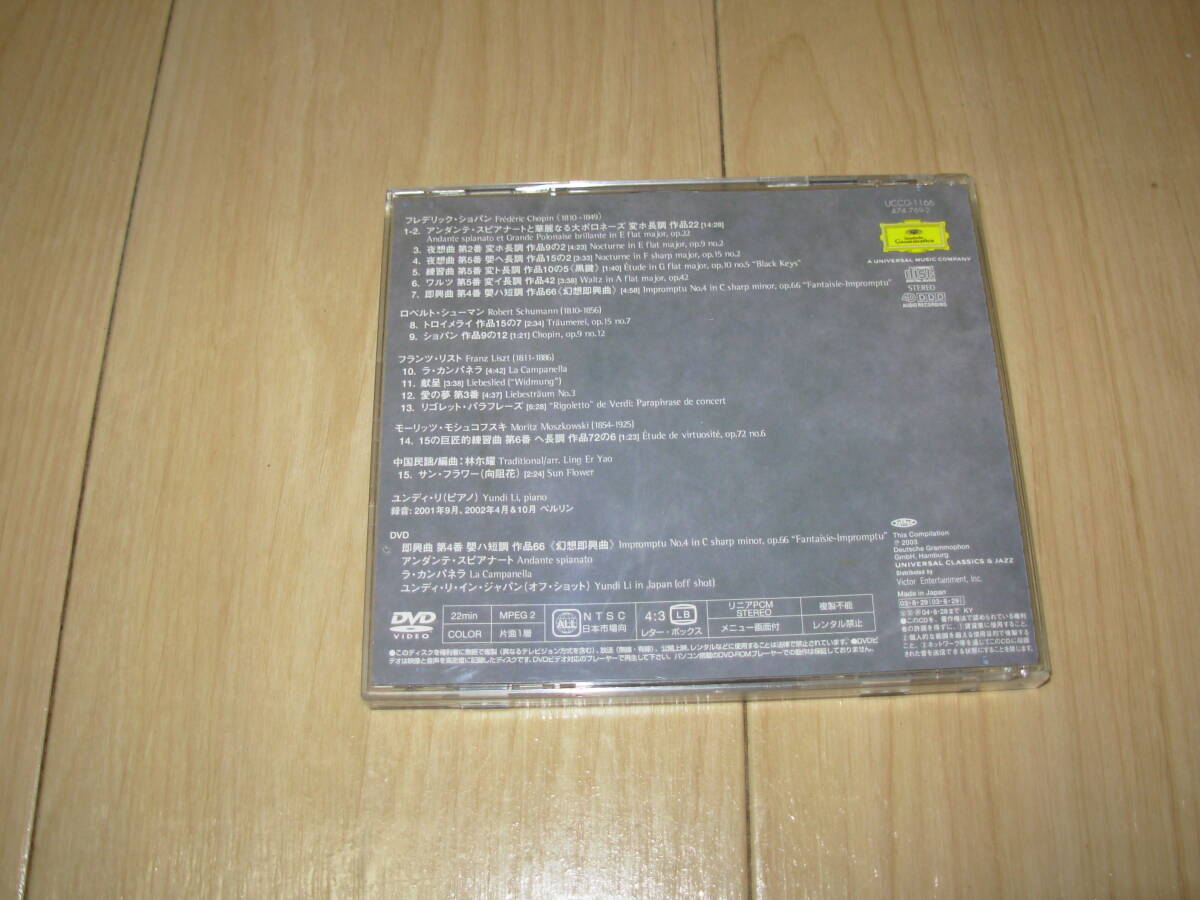 フレデリック・ショパン Frédéric Chopin (1810-1849)
1-2. アンダンテ・スピアナートと華麗なる大ポロネーズ 変ホ長調 作品22 [14:28]
Andante spianato et Grande Polonaise brillante in E flat major, op.22
3. 夜想曲 第2番 変ホ長調 作品9の2 [4:23] Nocturne in E flat major, op.9 no.2
4. 夜想曲 第5番 嬰ヘ長調 作品15の2 [3:33] Nocturne in F sharp major, op.15 no.2
5. 練習曲 第5番 変ト長調 作品10の5《黒鍵》 [1:40] Étude in G flat major, op.10 no.5 "Black Keys"
6. ワルツ 第5番 変イ長調 作品42 [3:58] Waltz in A flat major, op.42
7. 即興曲 第4番 嬰ハ短調 作品66《幻想即興曲》 [4:58] Impromptu No.4 in C sharp minor, op.66 "Fantaisie-Impromptu"
ロベルト・シューマン Robert Schumann (1810-1856)
8. トロイメライ 作品15の7 [2:34] Träumerei, op.15 no.7
9. ショパン 作品9の12 [1:21] Chopin, op.9 no.12
フランツ・リスト Franz Liszt (1811-1886)
10. ラ・カンパネラ [4:42] La Campanella
11. 献呈 [3:38] Liebeslied ("Widmung")
12. 愛の夢 第3番 [4:37] Liebesträum No.3
13. リゴレット・パラフレーズ [6:28] "Rigoletto" de Verdi: Paraphrase de concert
モーリッツ・モシュコフスキ Moritz Moszkowski (1854-1925)
14. 15の巨匠的練習曲 第6番 ヘ長調 作品72の6 [1:23] Étude de virtuosité, op.72 no.6
中国民謡/編曲:林尔耀 Traditional/arr. Ling Er Yao
15. サン・フラワー(向阳花) [2:24] Sun Flower
ユンディ・リ(ピアノ) Yundi Li, piano
録音:2001年9月、2002年4月&10月 ベルリン
DVD
即興曲 第4番 嬰ハ短調 作品66《幻想即興曲》 Impromptu No.4 in C sharp minor, op.66 "Fantaisie-Impromptu"
アンダンテ・スピアナート Andante spianato
ラ・カンパネラ La Campanella
ユンディ・リ・イン・ジャパン(オフ・ショット) Yundi Li in Japan (off shot)
UCCG-1166
474 769-2
Deutsche Grammophon
A UNIVERSAL MUSIC COMPANY
COMPACT disc DIGITAL AUDIO
STEREO
4D DDD
AUDIO RECORDING
This Compilation
℗ 2003
Deutsche Grammophon
GmbH, Hamburg
UNIVERSAL CLASSICS & JAZZ
Distributed by
Victor Entertainment, Inc.
Made in Japan
DVD VIDEO
22min MPEG 2
COLOR 片面1層
ALL NTSC 日本市場向
4:3 LB レター・ボックス
リニアPCM STEREO 複製不能
メニュー画面付 レンタル禁止